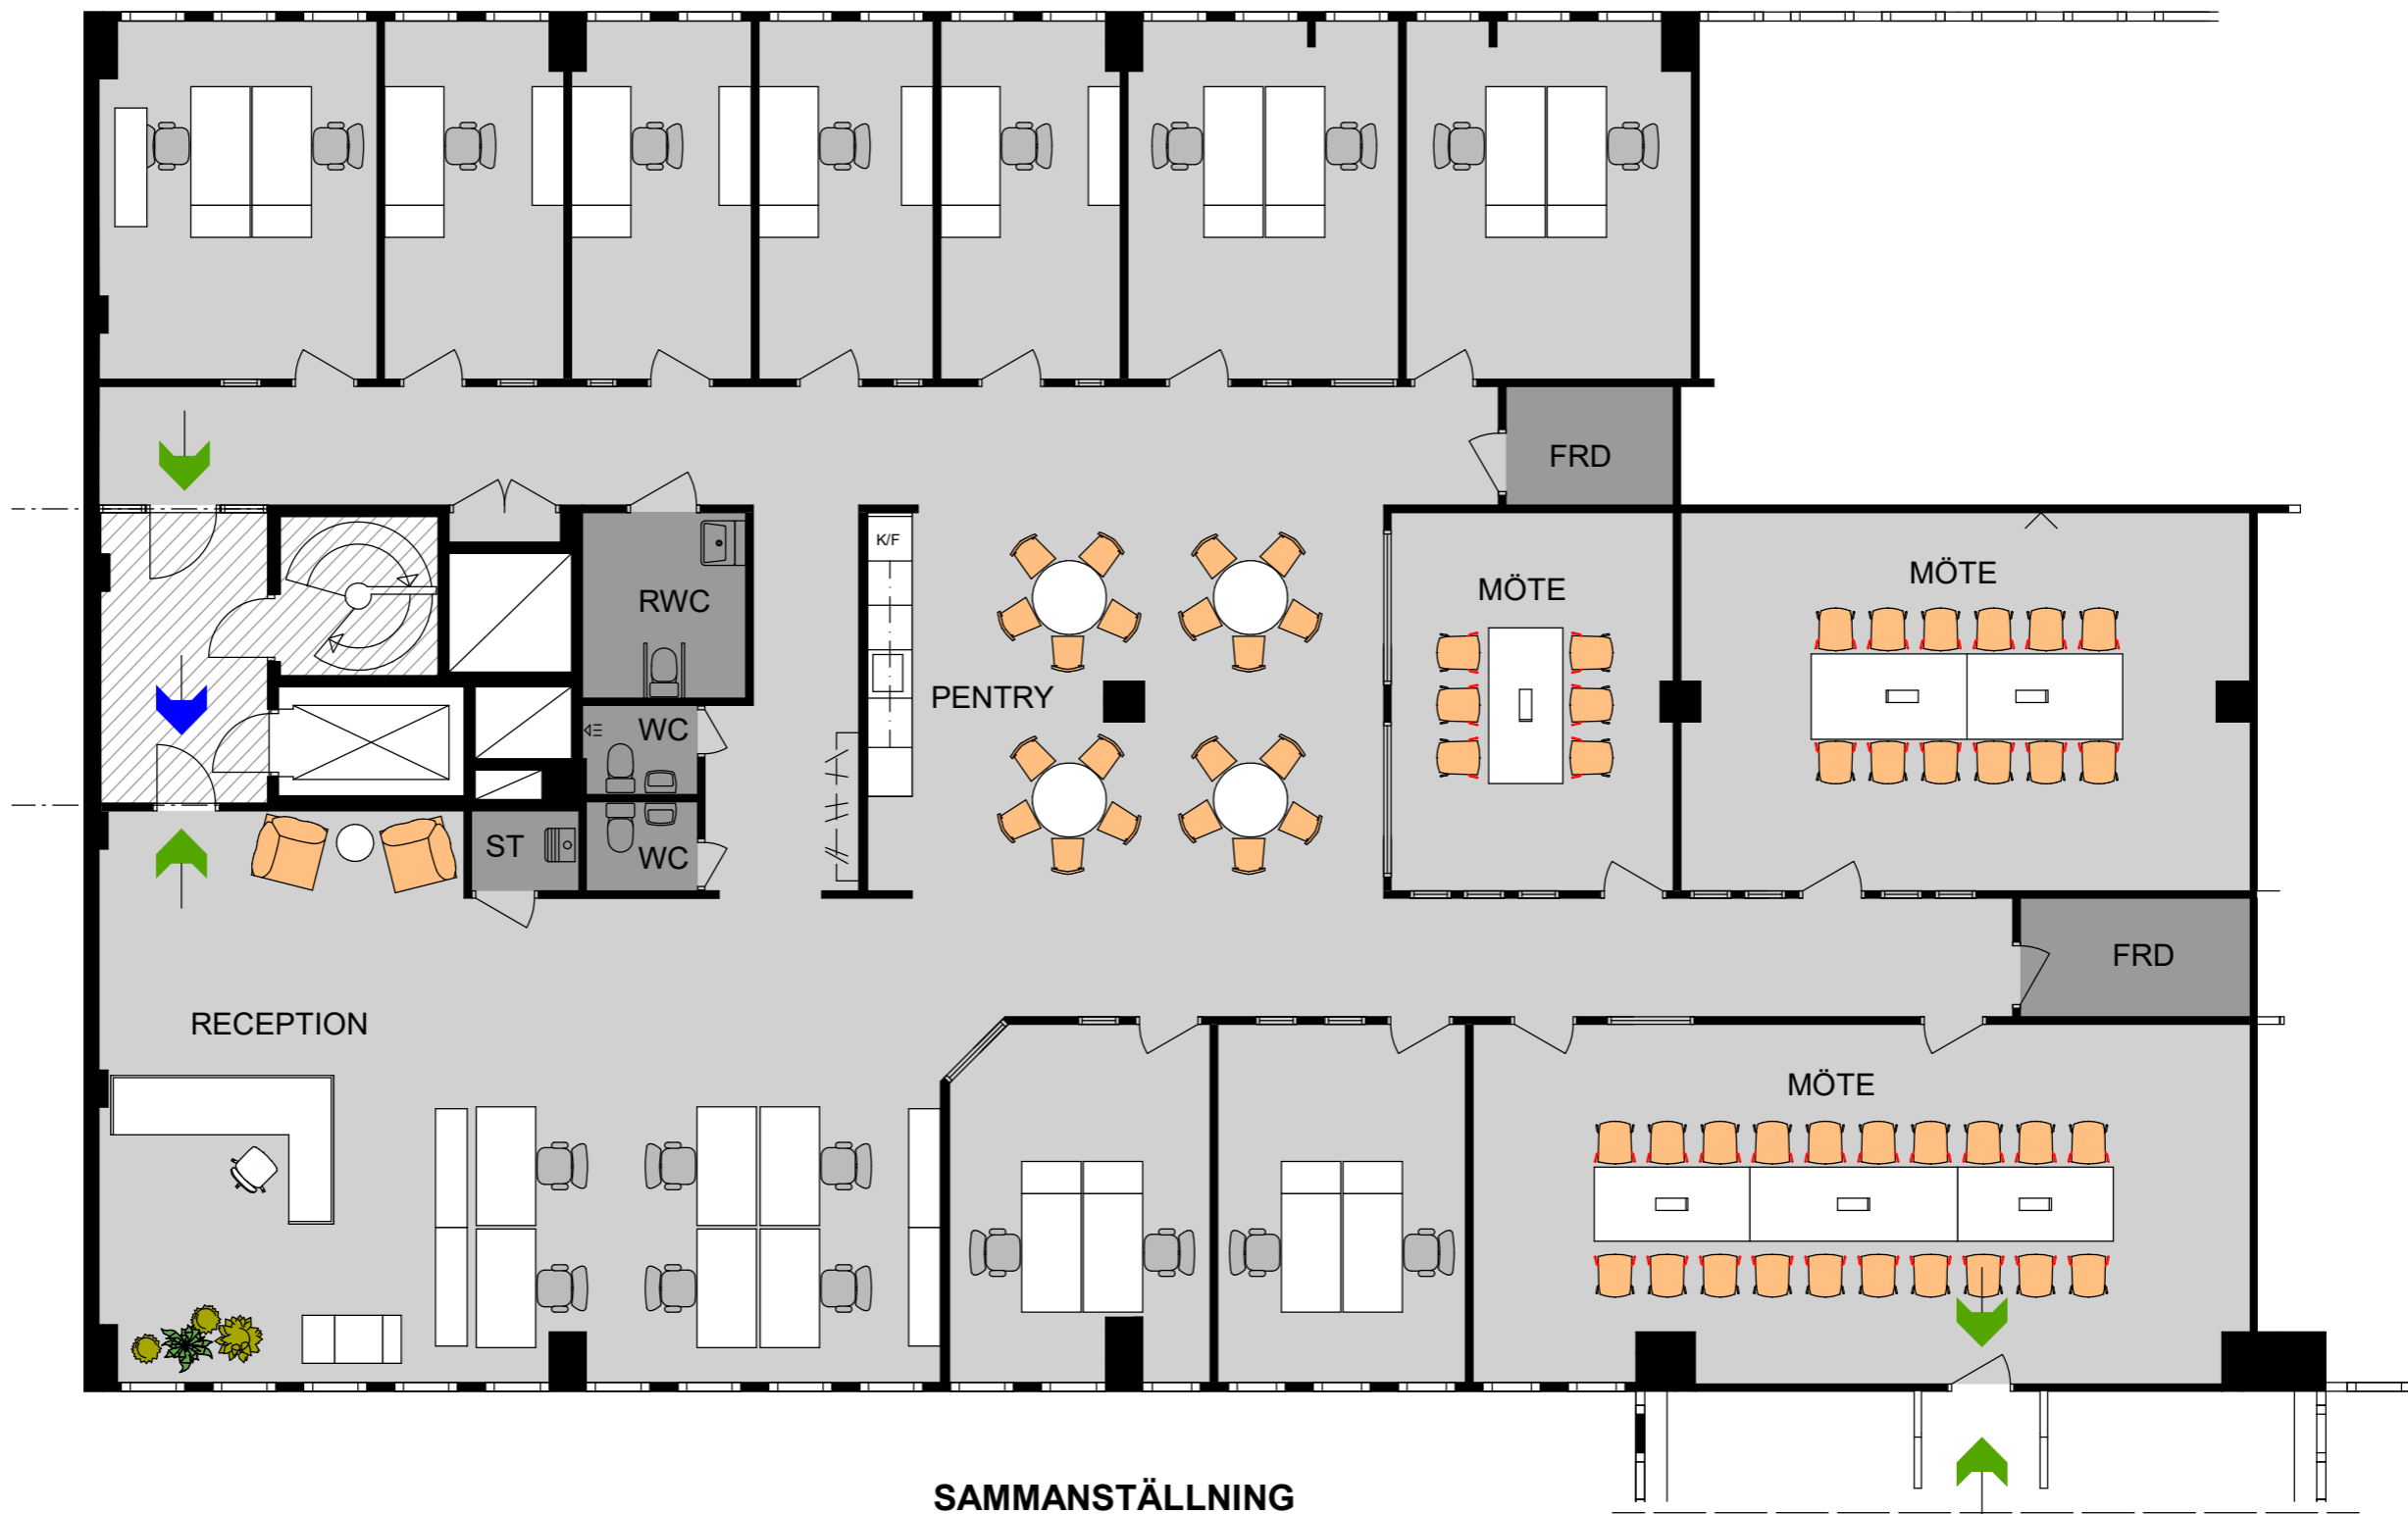 FRD
K/F
RWC
MÖTE
MÖTE
PENTRY
WC
ST
WC
FRD
RECEPTION
MÖTE
SAMMANSTÄLLNING